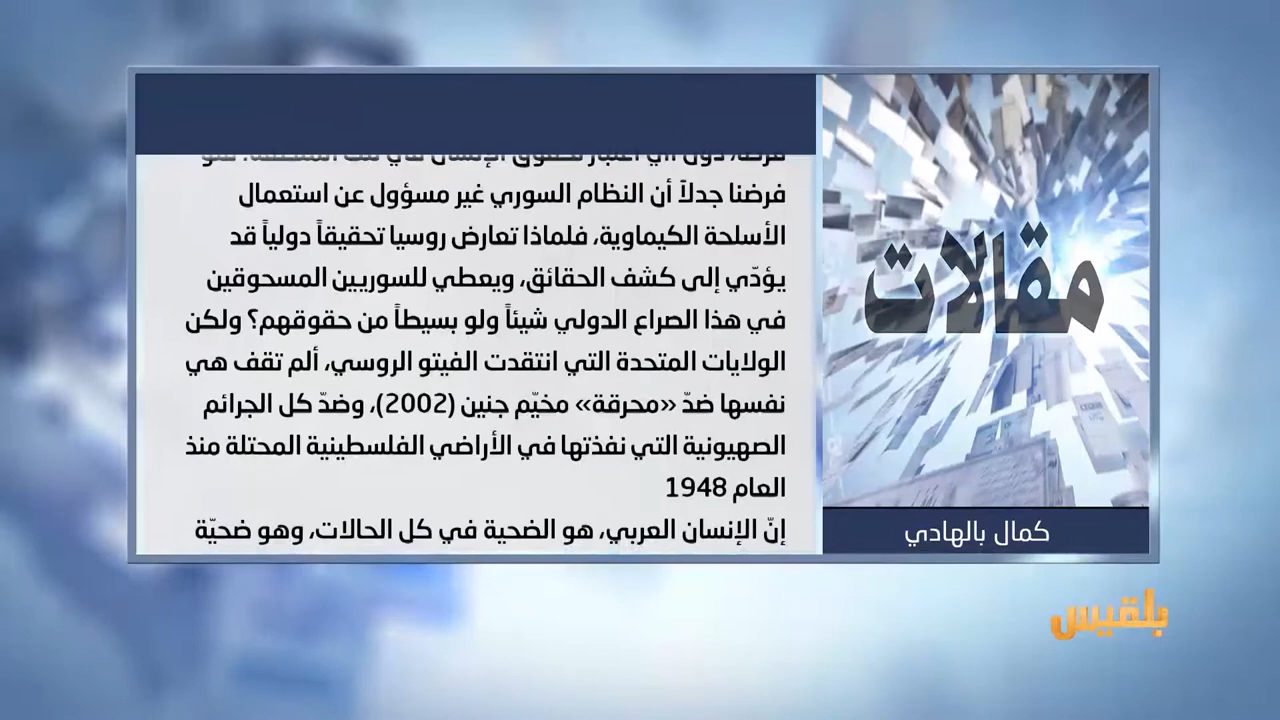 فرضنا جدلاً أن النظام السوري غير مسؤول عن استعمال
الأسلحة الكيماوية، فلماذا تعارض روسيا تحقيقاً دولياً قد
يؤدّي إلى كشف الحقائق، ويعطي للسوريين المسحوقين
في هذا الصراع الدولي شيئاً ولو بسيطاً من حقوقهم؟ ولكن
الولايات المتحدة التي انتقدت الفيتو الروسي، ألم تقف هي
نفسها ضدّ «محرقة» مخيّم جنين (2002)، وضدّ كل الجرائم
الصهيونية التي نفذتها في الأراضي الفلسطينية المحتلة منذ
العام 1948
إنّ الإنسان العربي، هو الضحية في كل الحالات، وهو ضحيّة
مقالات
كمال بالهادي
بلقيس